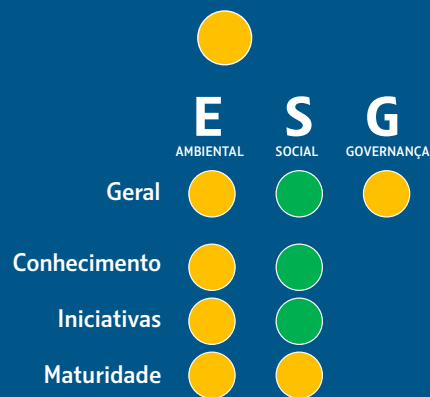 E S G
AMBIENTAL SOCIAL GOVERNANÇA
Geral
Conhecimento
Iniciativas
Maturidade